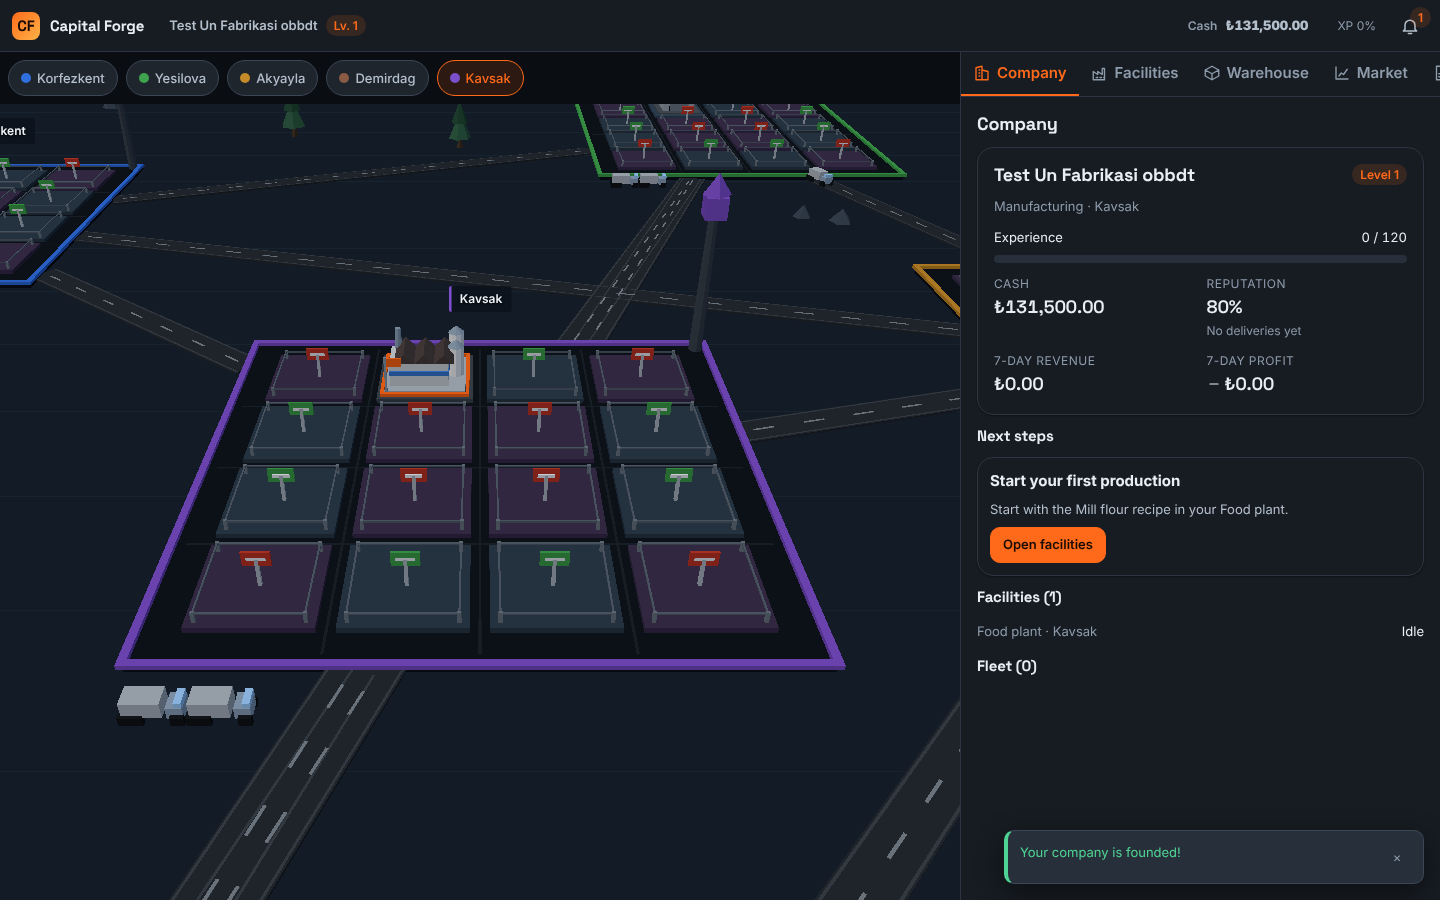 CF Capital Forge Test Un Fabrikasi obbdt Lv. 1 Cash ₺131,500.00 XP 0% 1
Korfezkent Yesilova Akyayla Demirdag Kavsak
Company Facilities Warehouse Market
kent
Kavsak
Company
Test Un Fabrikasi obbdt Level 1
Manufacturing · Kavsak
Experience 0 / 120
CASH REPUTATION
₺131,500.00 80%
No deliveries yet
7-DAY REVENUE 7-DAY PROFIT
₺0.00 – ₺0.00
Next steps
Start your first production
Start with the Mill flour recipe in your Food plant.
Open facilities
Facilities (1)
Food plant · Kavsak Idle
Fleet (0)
Your company is founded! ×